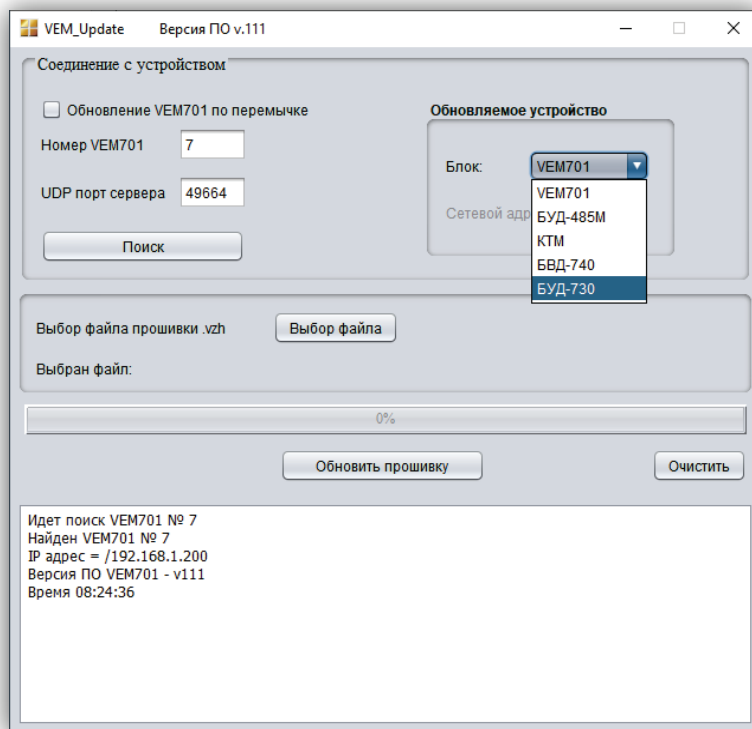 VEM_Update Версия ПО v.111
Соединение с устройством
Обновление VEM701 по перемычке
Номер VEM701 7
UDP порт сервера 49664
Поиск
Обновляемое устройство
Блок: VEM701
Сетевой адр
VEM701
БУД-485М
КТМ
БВД-740
БУД-730
Выбор файла прошивки .vzh Выбор файла
Выбран файл:
0%
Обновить прошивку Очистить
Идет поиск VEM701 № 7
Найден VEM701 № 7
IP адрес = /192.168.1.200
Версия ПО VEM701 - v111
Время 08:24:36